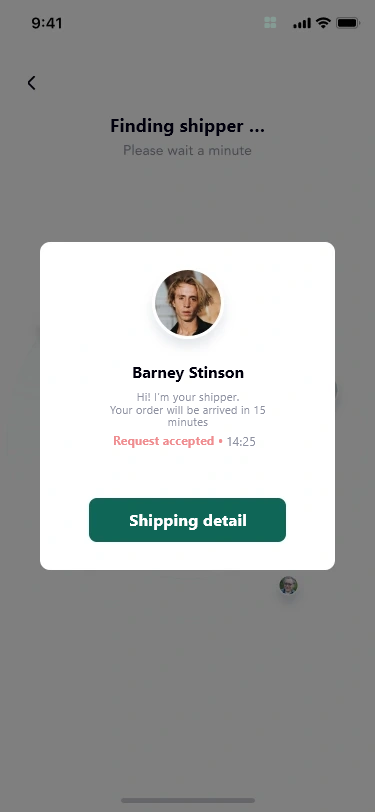 9:41
Finding shipper ...
Please wait a minute
Barney Stinson
Hi! I'm your shipper.
Your order will be arrived in 15
minutes
Request accepted • 14:25
Shipping detail